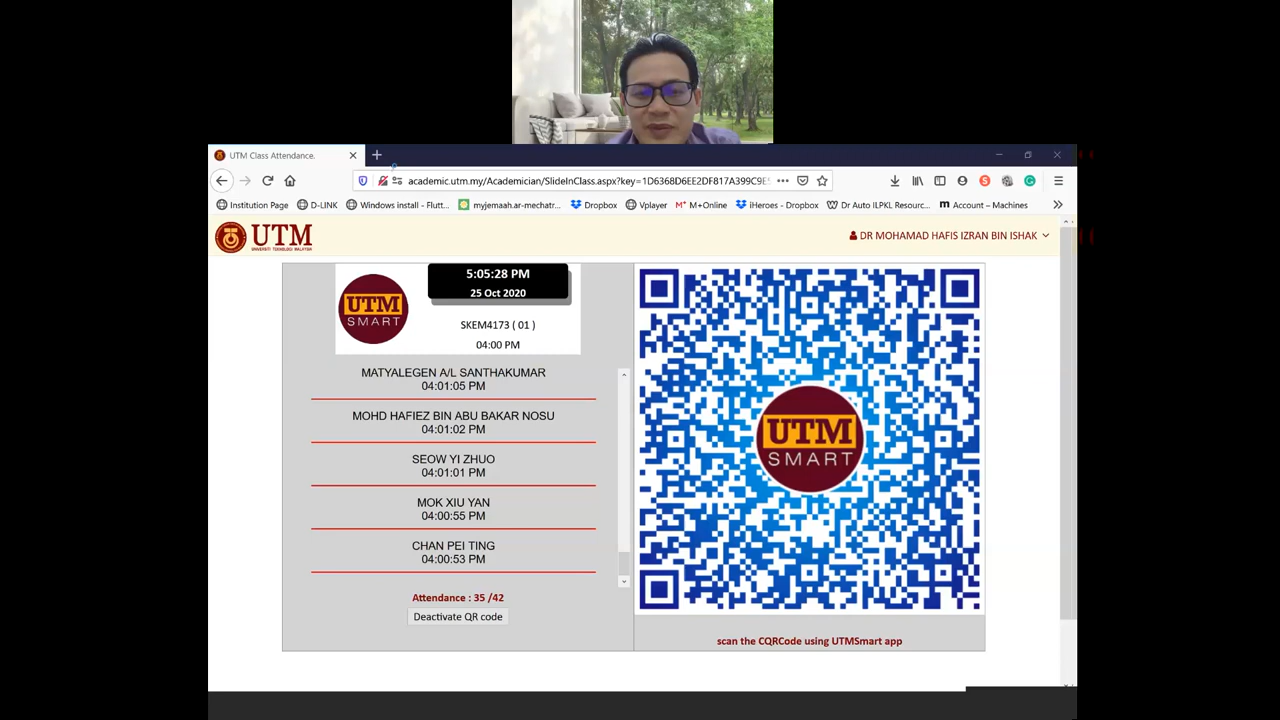 UTM Class Attendance.
academic.utm.my/Academician/SlideInClass.aspx?key=1D6368D6EE2DF817A399C9E
Institution Page
D-LINK
Windows install - Flutt...
myjemaah.ar-mechatr...
Dropbox
Vplayer
M+ M+Online
iHeroes - Dropbox
Dr Auto ILPKL Resourc...
Account – Machines
UTM
UNIVERSITI TEKNOLOGI MALAYSIA
DR MOHAMAD HAFIS IZRAN BIN ISHAK
UTM
SMART
5:05:28 PM
25 Oct 2020
SKEM4173 ( 01 )
04:00 PM
MATYALEGEN A/L SANTHAKUMAR
04:01:05 PM
MOHD HAFIEZ BIN ABU BAKAR NOSU
04:01:02 PM
SEOW YI ZHUO
04:01:01 PM
MOK XIU YAN
04:00:55 PM
CHAN PEI TING
04:00:53 PM
Attendance : 35 /42
Deactivate QR code
UTM
SMART
scan the CQRCode using UTMSmart app